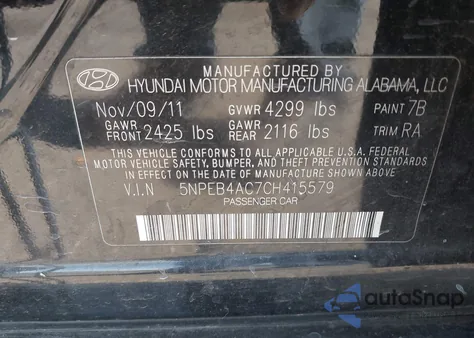 MANUFACTURED BY
HYUNDAI MOTOR MANUFACTURING ALABAMA, LLC
Nov/09/11 GVWR 4299 lbs PAINT 7B
GAWR FRONT 2425 lbs GAWR REAR 2116 lbs TRIM RA
THIS VEHICLE CONFORMS TO ALL APPLICABLE U.S.A FEDERAL
MOTOR VEHICLE SAFETY, BUMPER, AND THEFT PREVENTION STANDARDS
IN EFFECT ON THE DATE OF MANUFACTURE SHOWN ABOVE.
V.I.N 5NPEB4AC7CH415579
PASSENGER CAR
autoSnap